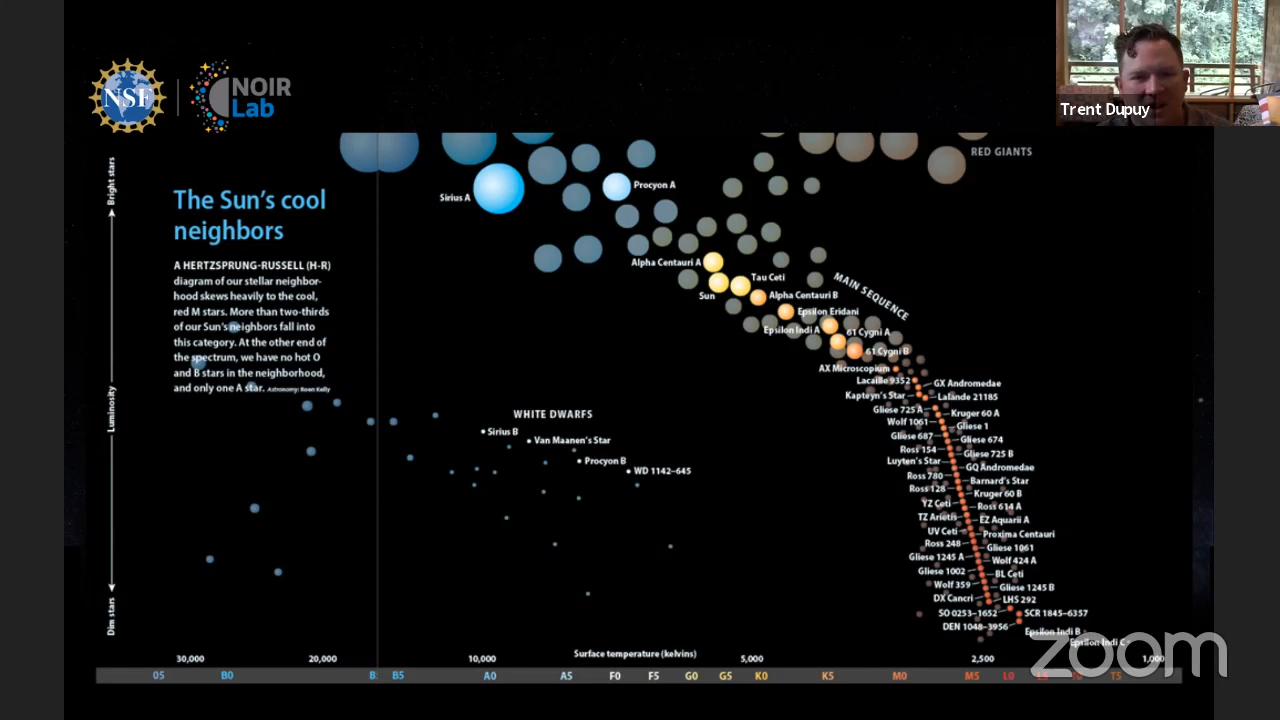 Trent Dupuy
NSF
NOIR
Lab
The Sun's cool
neighbors
A HERTZSPRUNG-RUSSELL (H-R)
diagram of our stellar neighbor-
hood skews heavily to the cool,
red M stars. More than two-thirds
of our Sun's neighbors fall into
this category. At the other end of
the spectrum, we have no hot O
and B stars in the neighborhood,
and only one A star. Astronomy: Roen Kelly
Bright stars
Luminosity
Dim stars
RED GIANTS
Sirius A
Procyon A
Alpha Centauri A
Tau Ceti
Sun
Alpha Centauri B
MAIN SEQUENCE
Epsilon Eridani
Epsilon Indi A
61 Cygni A
61 Cygni B
AX Microscopium
Lacaille 9352
GX Andromedae
Kapteyn's Star
Lalande 21185
Gliese 725 A
Kruger 60 A
Wolf 1061
Gliese 1
Gliese 687
Gliese 674
Ross 154
Gliese 725 B
Luyten's Star
GQ Andromedae
Ross 780
Barnard's Star
Ross 128
Kruger 60 B
YZ Ceti
Ross 614 A
TZ Arietis
EZ Aquarii A
UV Ceti
Proxima Centauri
Ross 248
Gliese 1061
Gliese 1245 A
Wolf 424 A
Gliese 1002
BL Ceti
Wolf 359
Gliese 1245 B
DX Cancri
LHS 292
SO 0253–1652
SCR 1845–6357
DEN 1048–3956
Epsilon Indi B
Epsilon Indi C
WHITE DWARFS
Sirius B
Van Maanen's Star
Procyon B
WD 1142–645
zoom
Surface temperature (kelvins)
30,000 20,000 10,000 5,000 2,500 1,000
O5 B0 B5 A0 A5 F0 F5 G0 G5 K0 K5 M0 M5 L0 T5